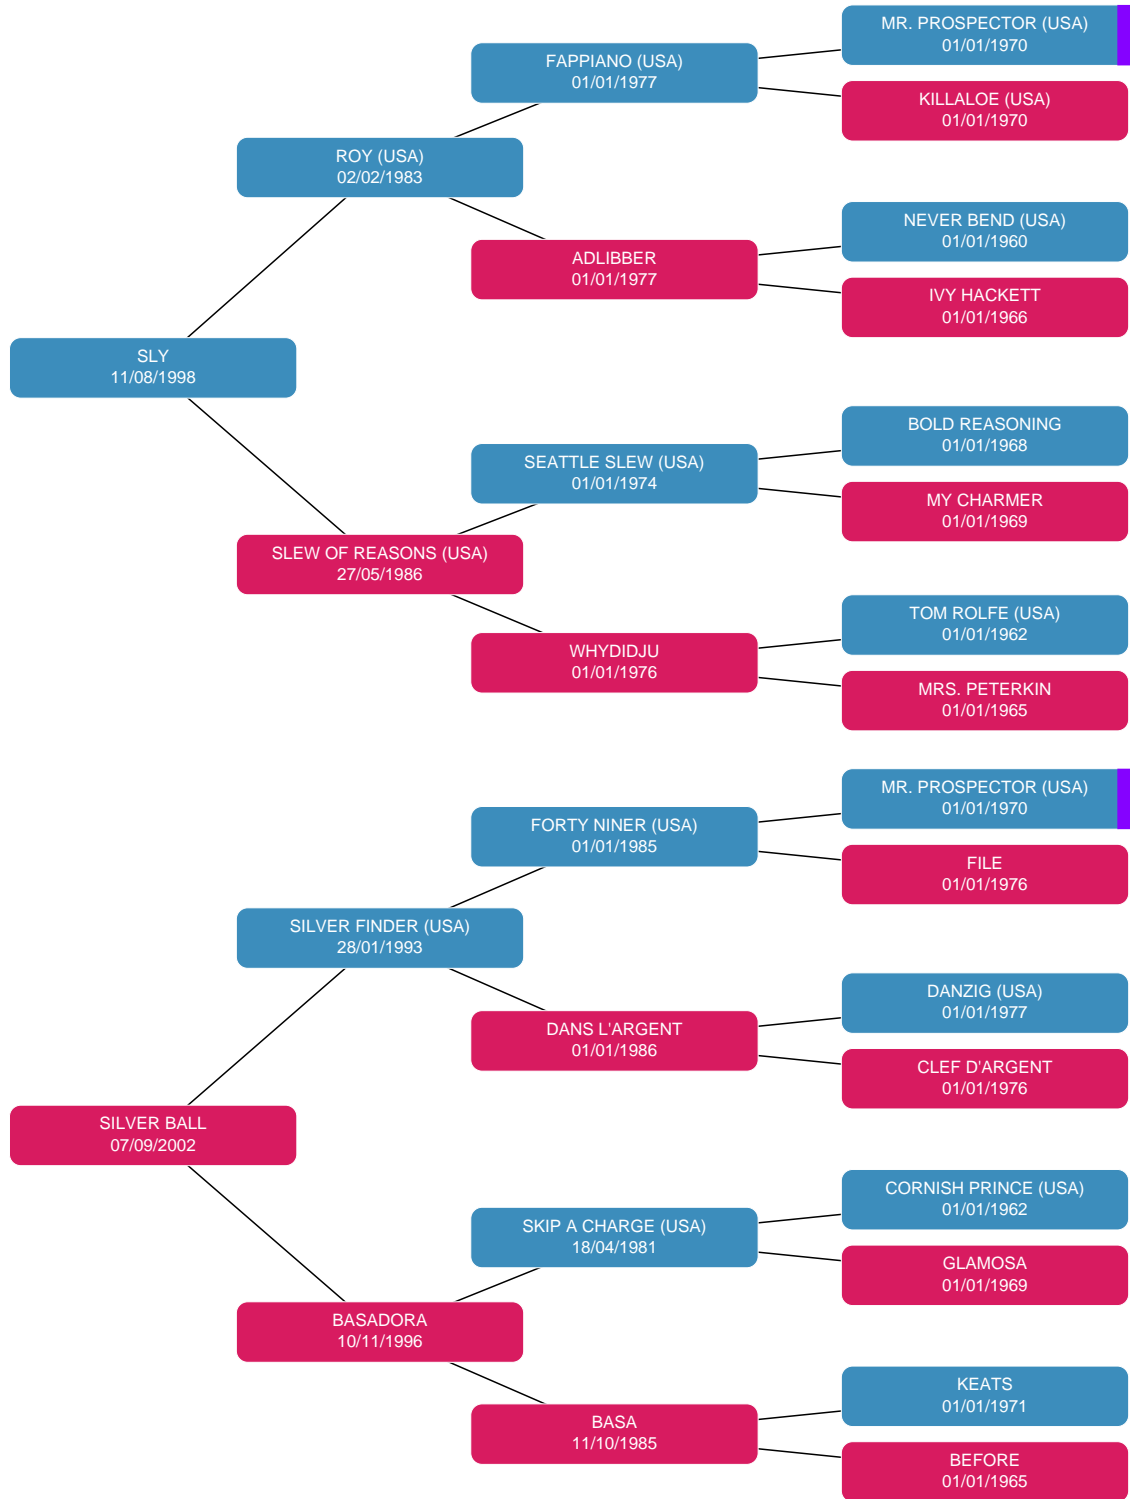 MR. PROSPECTOR (USA)
01/01/1970
FAPPIANO (USA)
01/01/1977
KILLALOE (USA)
01/01/1970
ROY (USA)
02/02/1983
NEVER BEND (USA)
01/01/1960
ADLIBBER
01/01/1977
IVY HACKETT
01/01/1966
SLY
11/08/1998
BOLD REASONING
01/01/1968
SEATTLE SLEW (USA)
01/01/1974
MY CHARMER
01/01/1969
SLEW OF REASONS (USA)
27/05/1986
TOM ROLFE (USA)
01/01/1962
WHYDIDJU
01/01/1976
MRS. PETERKIN
01/01/1965
MR. PROSPECTOR (USA)
01/01/1970
FORTY NINER (USA)
01/01/1985
FILE
01/01/1976
SILVER FINDER (USA)
28/01/1993
DANZIG (USA)
01/01/1977
DANS L'ARGENT
01/01/1986
CLEF D'ARGENT
01/01/1976
SILVER BALL
07/09/2002
CORNISH PRINCE (USA)
01/01/1962
SKIP A CHARGE (USA)
18/04/1981
GLAMOSA
01/01/1969
BASADORA
10/11/1996
KEATS
01/01/1971
BASA
11/10/1985
BEFORE
01/01/1965